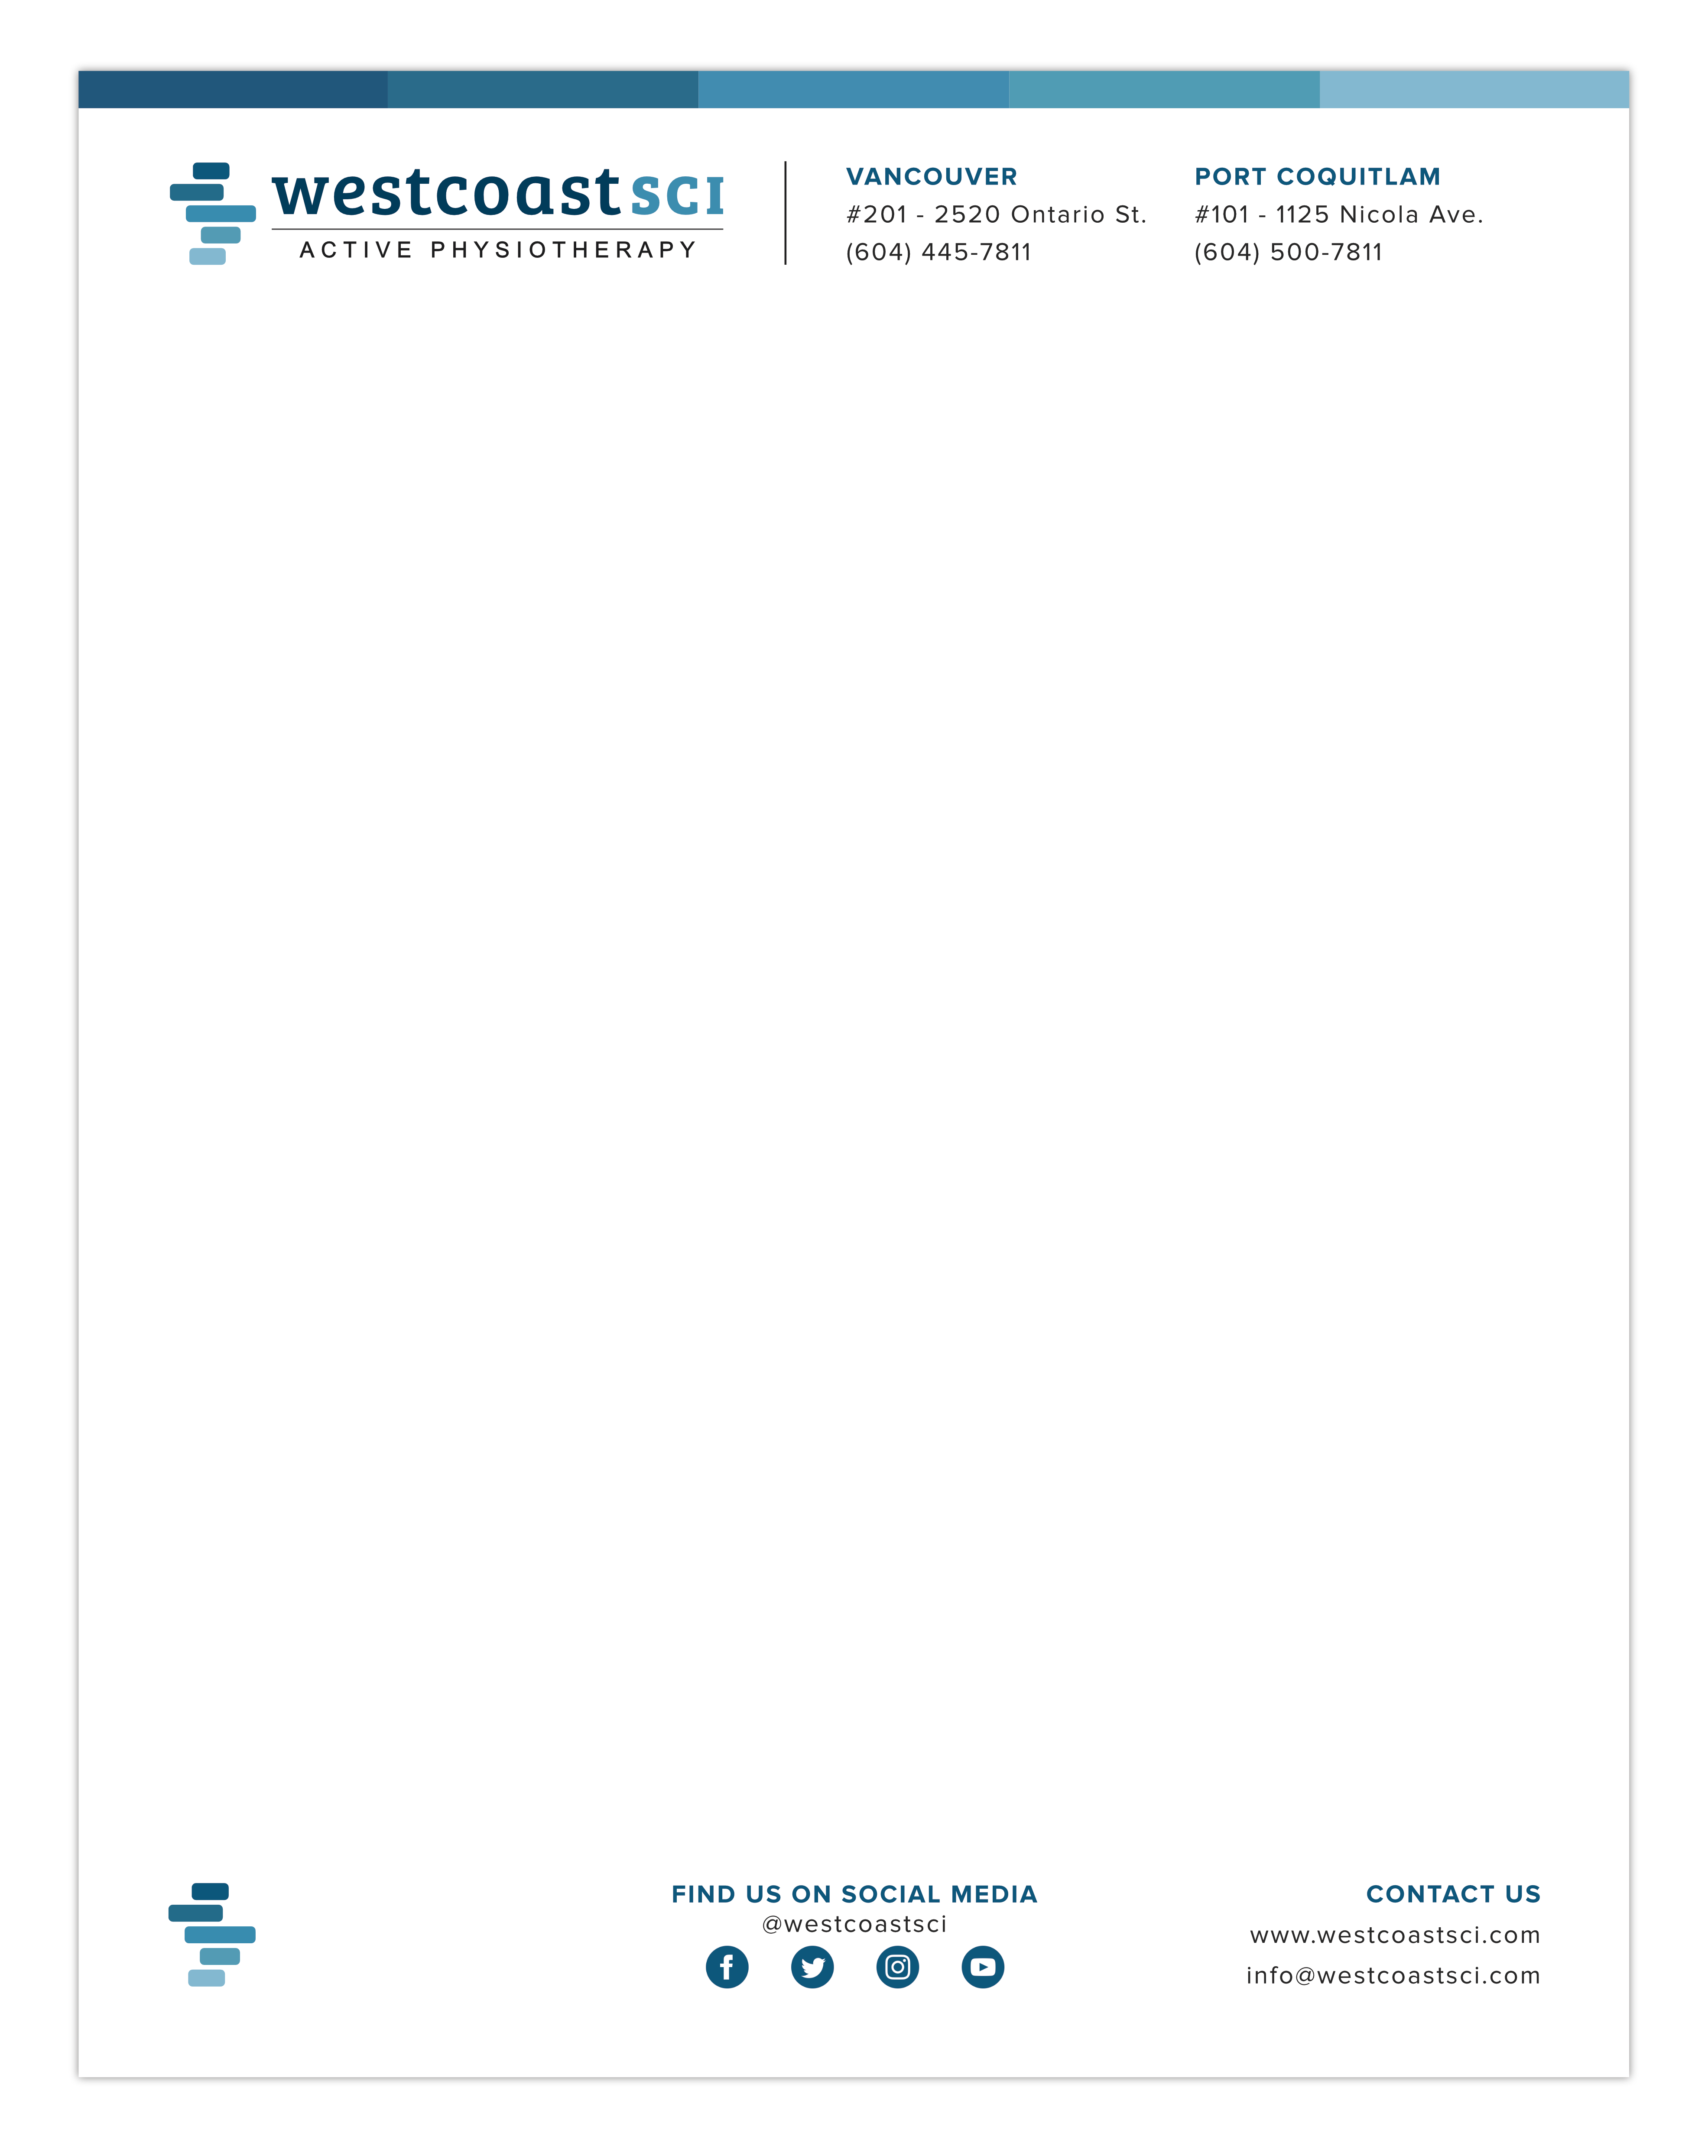 westcoast sci
ACTIVE PHYSIOTHERAPY
VANCOUVER
#201 - 2520 Ontario St.
(604) 445-7811
PORT COQUITLAM
#101 - 1125 Nicola Ave.
(604) 500-7811
FIND US ON SOCIAL MEDIA
@westcoastsci
CONTACT US
www.westcoastsci.com
info@westcoastsci.com